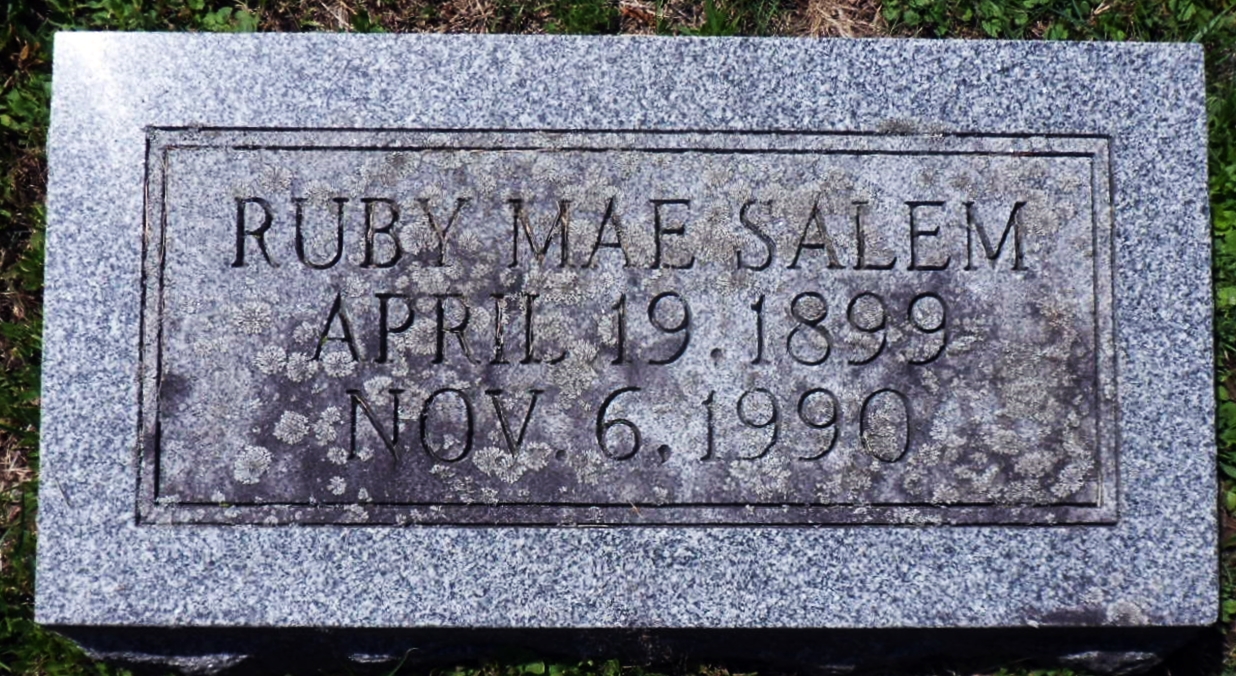 RUBY MAE SALEM
APRIL 19. 1899
NOV. 6, 1990